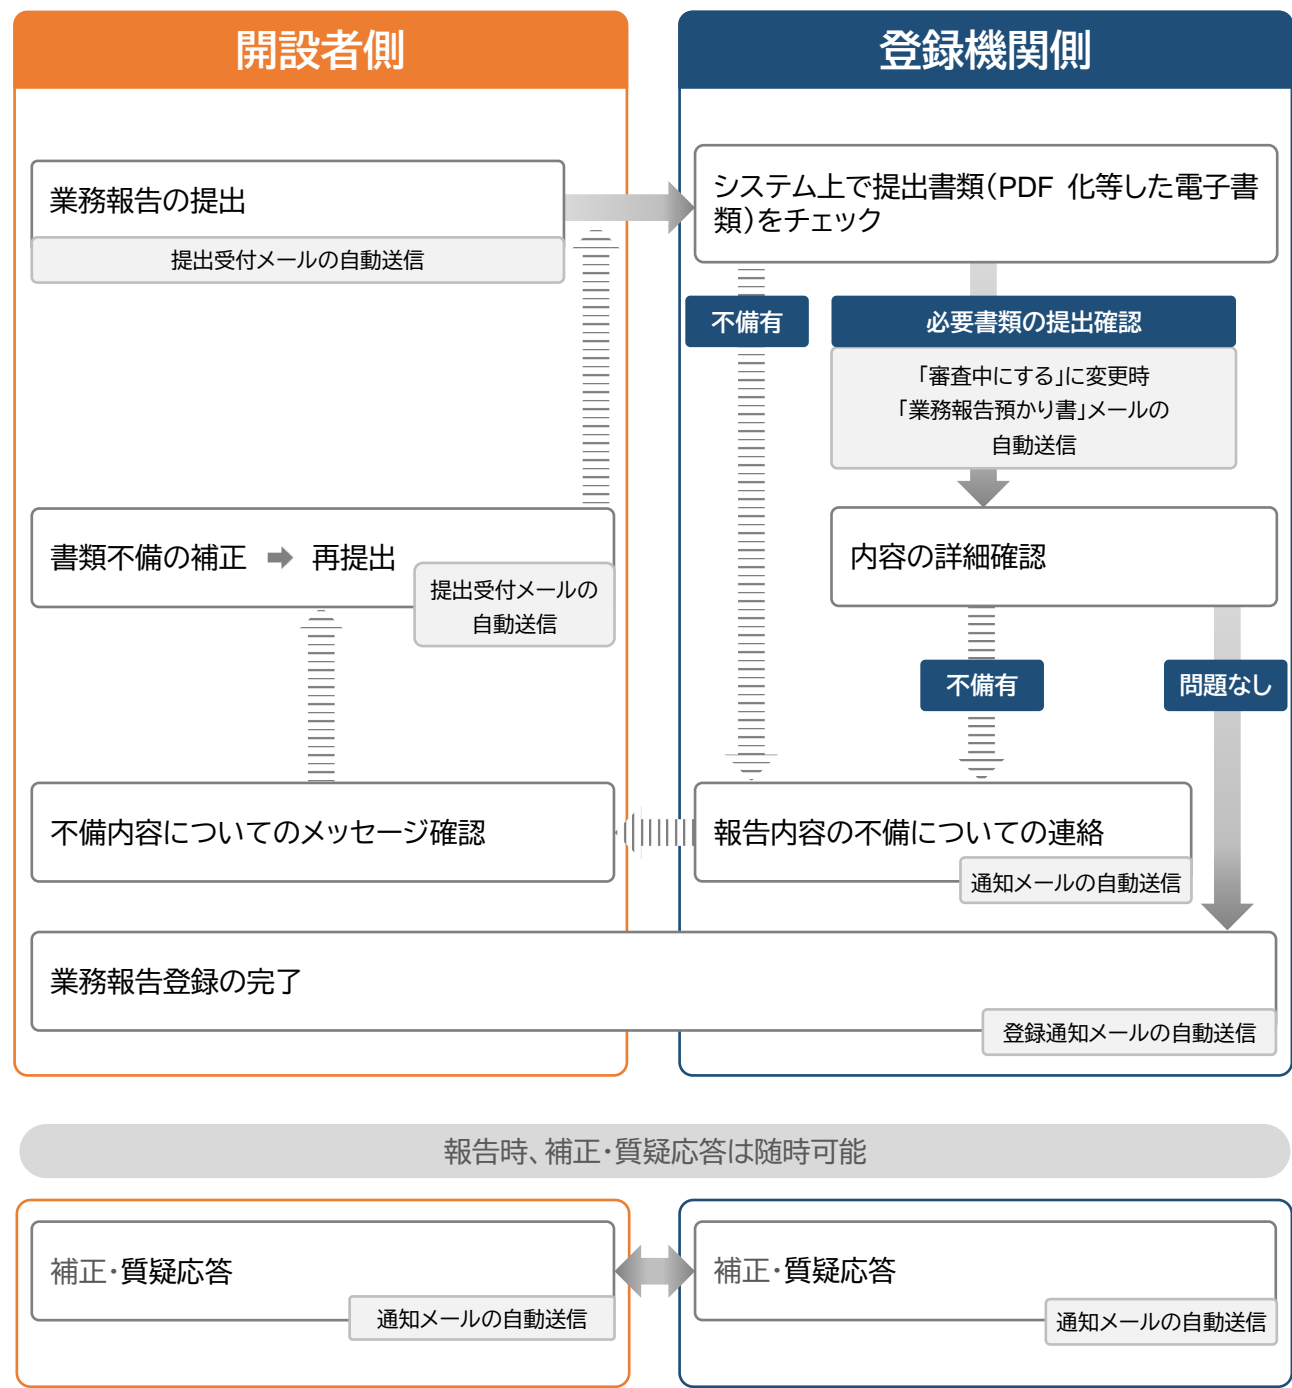 開設者側
登録機関側
業務報告の提出
提出受付メールの自動送信
システム上で提出書類（PDF 化等した電子書
類）をチェック
不備有
必要書類の提出確認
「審査中にする」に変更時
「業務報告預かり書」メールの
自動送信
書類不備の補正 ➡ 再提出
提出受付メールの
自動送信
内容の詳細確認
不備有
問題なし
不備内容についてのメッセージ確認
報告内容の不備についての連絡
通知メールの自動送信
業務報告登録の完了
登録通知メールの自動送信
報告時、補正・質疑応答は随時可能
補正・質疑応答
通知メールの自動送信
補正・質疑応答
通知メールの自動送信